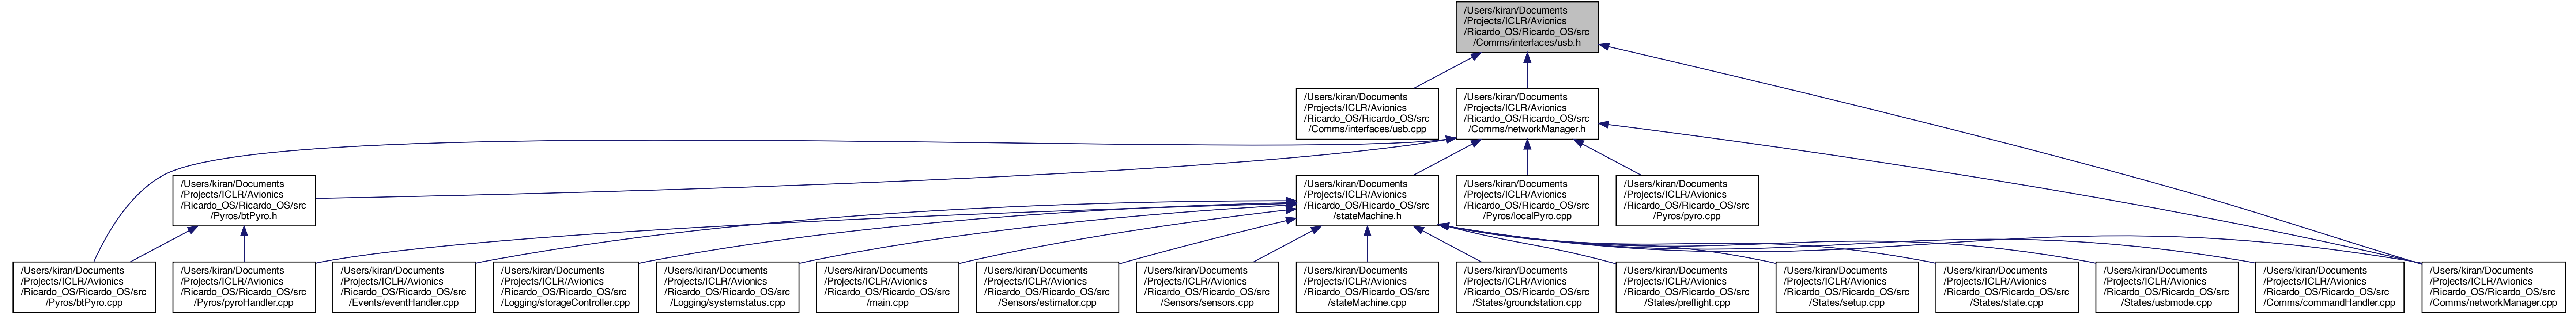 /Users/kiran/Documents
/Projects/ICLR/Avionics
/Ricardo_OS/Ricardo_OS/src
/Comms/interfaces/usb.h
/Users/kiran/Documents
/Projects/ICLR/Avionics
/Ricardo_OS/Ricardo_OS/src
/Comms/interfaces/usb.cpp
/Users/kiran/Documents
/Projects/ICLR/Avionics
/Ricardo_OS/Ricardo_OS/src
/Comms/networkManager.h
/Users/kiran/Documents
/Projects/ICLR/Avionics
/Ricardo_OS/Ricardo_OS/src
/Pyros/btPyro.h
/Users/kiran/Documents
/Projects/ICLR/Avionics
/Ricardo_OS/Ricardo_OS/src
/stateMachine.h
/Users/kiran/Documents
/Projects/ICLR/Avionics
/Ricardo_OS/Ricardo_OS/src
/Pyros/localPyro.cpp
/Users/kiran/Documents
/Projects/ICLR/Avionics
/Ricardo_OS/Ricardo_OS/src
/Pyros/pyro.cpp
/Users/kiran/Documents
/Projects/ICLR/Avionics
/Ricardo_OS/Ricardo_OS/src
/Pyros/btPyro.cpp
/Users/kiran/Documents
/Projects/ICLR/Avionics
/Ricardo_OS/Ricardo_OS/src
/Pyros/pyroHandler.cpp
/Users/kiran/Documents
/Projects/ICLR/Avionics
/Ricardo_OS/Ricardo_OS/src
/Events/eventHandler.cpp
/Users/kiran/Documents
/Projects/ICLR/Avionics
/Ricardo_OS/Ricardo_OS/src
/Logging/storageController.cpp
/Users/kiran/Documents
/Projects/ICLR/Avionics
/Ricardo_OS/Ricardo_OS/src
/Logging/systemstatus.cpp
/Users/kiran/Documents
/Projects/ICLR/Avionics
/Ricardo_OS/Ricardo_OS/src
/main.cpp
/Users/kiran/Documents
/Projects/ICLR/Avionics
/Ricardo_OS/Ricardo_OS/src
/Sensors/estimator.cpp
/Users/kiran/Documents
/Projects/ICLR/Avionics
/Ricardo_OS/Ricardo_OS/src
/Sensors/sensors.cpp
/Users/kiran/Documents
/Projects/ICLR/Avionics
/Ricardo_OS/Ricardo_OS/src
/stateMachine.cpp
/Users/kiran/Documents
/Projects/ICLR/Avionics
/Ricardo_OS/Ricardo_OS/src
/States/groundstation.cpp
/Users/kiran/Documents
/Projects/ICLR/Avionics
/Ricardo_OS/Ricardo_OS/src
/States/preflight.cpp
/Users/kiran/Documents
/Projects/ICLR/Avionics
/Ricardo_OS/Ricardo_OS/src
/States/setup.cpp
/Users/kiran/Documents
/Projects/ICLR/Avionics
/Ricardo_OS/Ricardo_OS/src
/States/state.cpp
/Users/kiran/Documents
/Projects/ICLR/Avionics
/Ricardo_OS/Ricardo_OS/src
/States/usbmode.cpp
/Users/kiran/Documents
/Projects/ICLR/Avionics
/Ricardo_OS/Ricardo_OS/src
/Comms/commandHandler.cpp
/Users/kiran/Documents
/Projects/ICLR/Avionics
/Ricardo_OS/Ricardo_OS/src
/Comms/networkManager.cpp